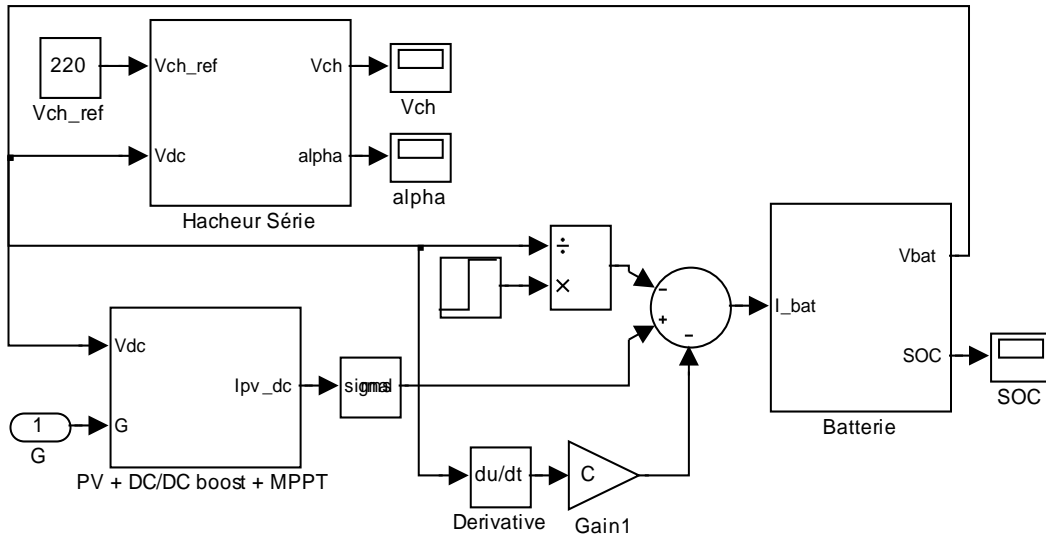 220
Vch_ref
Vch_ref
Vdc
Vch
alpha
Hacheur Série
Vch
alpha
÷
×
−
+
−
I_bat
Vbat
SOC
Batterie
SOC
Vdc
G
Ipv_dc
PV + DC/DC boost + MPPT
1
G
signal
du/dt
Derivative
C
Gain1